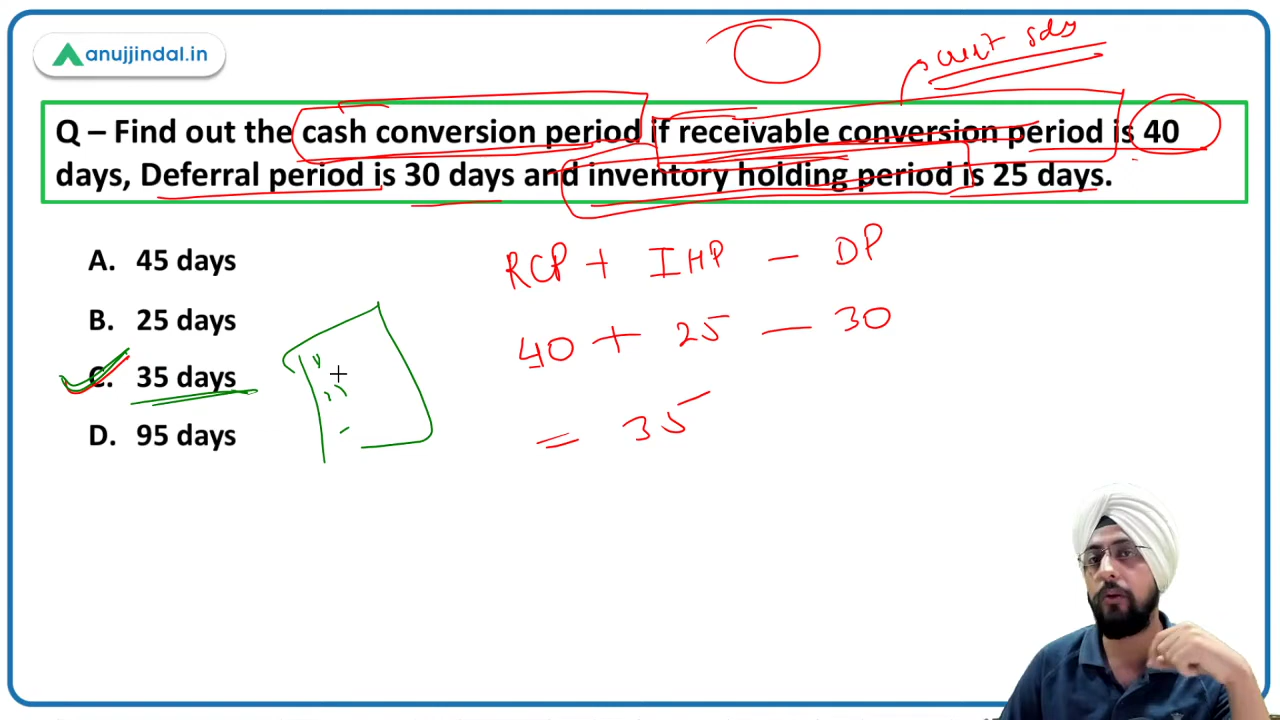 anujjindal.in
Q – Find out the cash conversion period if receivable conversion period is 40
days, Deferral period is 30 days and inventory holding period is 25 days.
A. 45 days
B. 25 days
C. 35 days
D. 95 days
RCP + IHP - DP
40 + 25 - 30
= 35